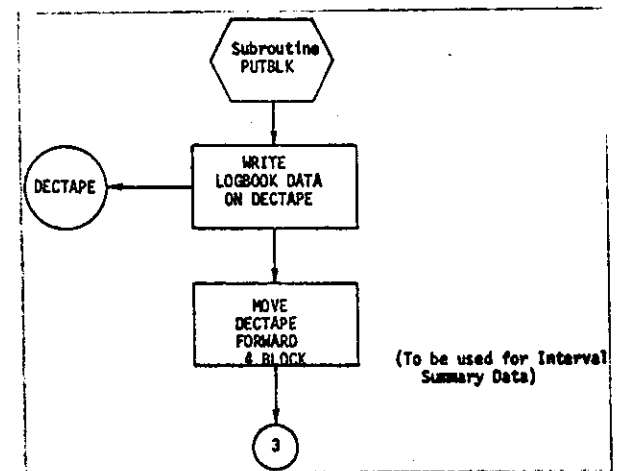 Subroutine
PUTBLK
WRITE
LOGBOOK DATA
ON DECTAPE
DECTAPE
MOVE
DECTAPE
FORWARD
4 BLOCK
(To be used for Interval
Summary Data)
3